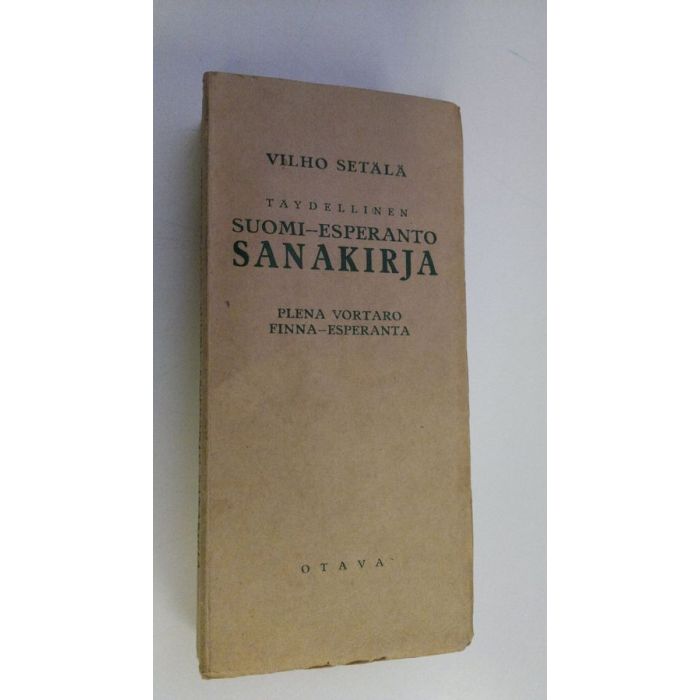 VILHO SETÄLÄ
TÄYDELLINEN
SUOMI–ESPERANTO
SANAKIRJA
PLENA VORTARO
FINNA–ESPERANTA
OTAVA